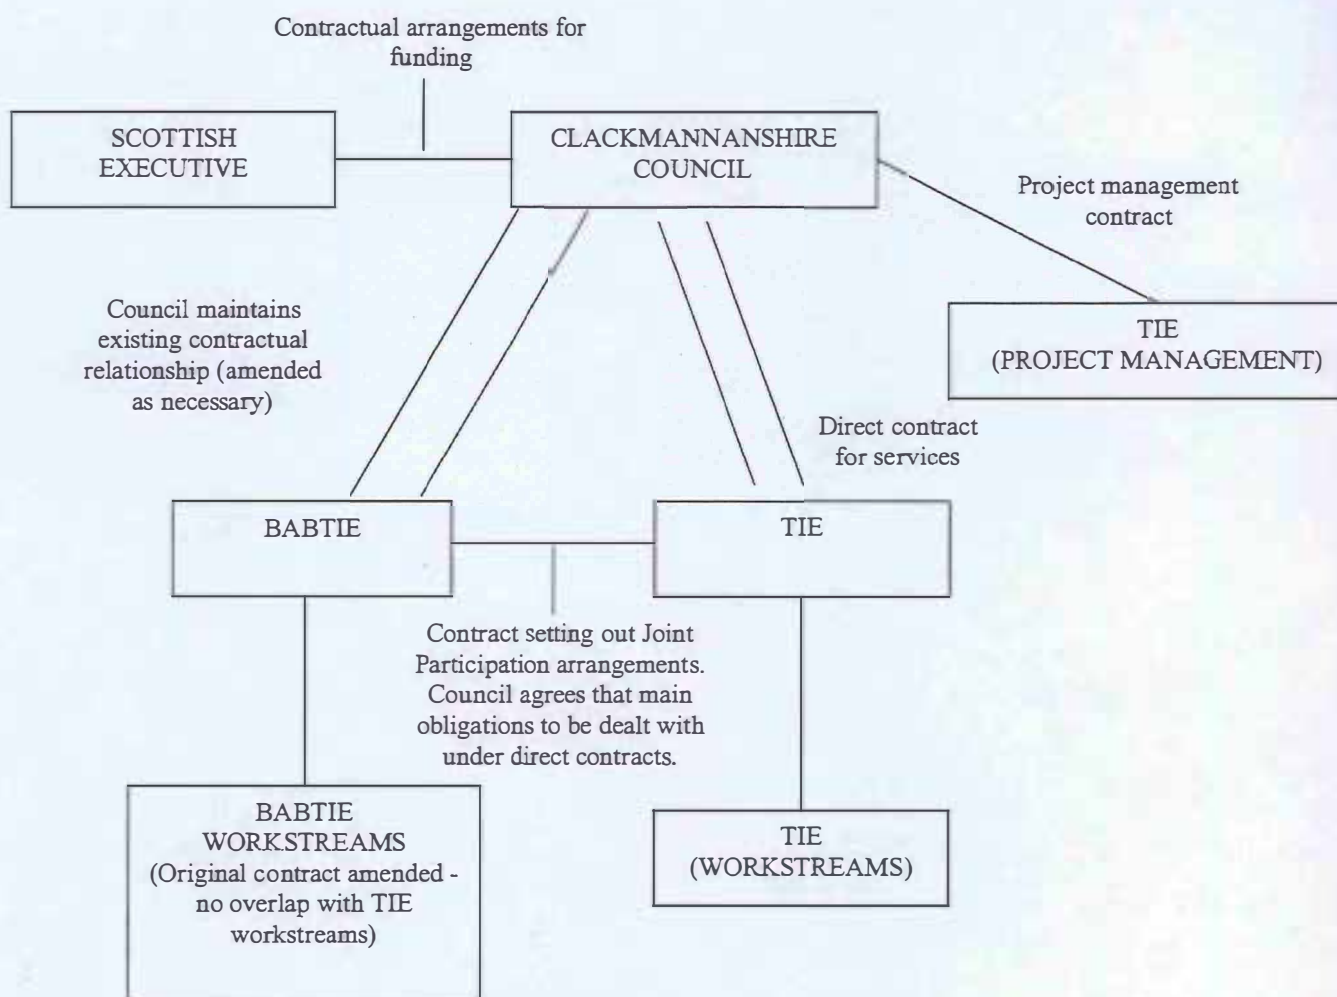 Contractual arrangements for
funding
SCOTTISH
EXECUTIVE
CLACKMANNANSHIRE
COUNCIL
Project management
contract
TIE
(PROJECT MANAGEMENT)
Council maintains
existing contractual
relationship (amended
as necessary)
Direct contract
for services
BABTIE
TIE
Contract setting out Joint
Participation arrangements.
Council agrees that main
obligations to be dealt with
under direct contracts.
BABTIE
WORKSTREAMS
(Original contract amended -
no overlap with TIE
workstreams)
TIE
(WORKSTREAMS)